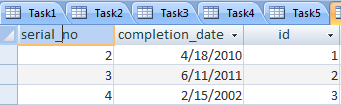 Task1 Task2 Task3 Task4 Task5
serial_no completion_date id
2 4/18/2010 1
3 6/11/2011 2
4 2/15/2002 3